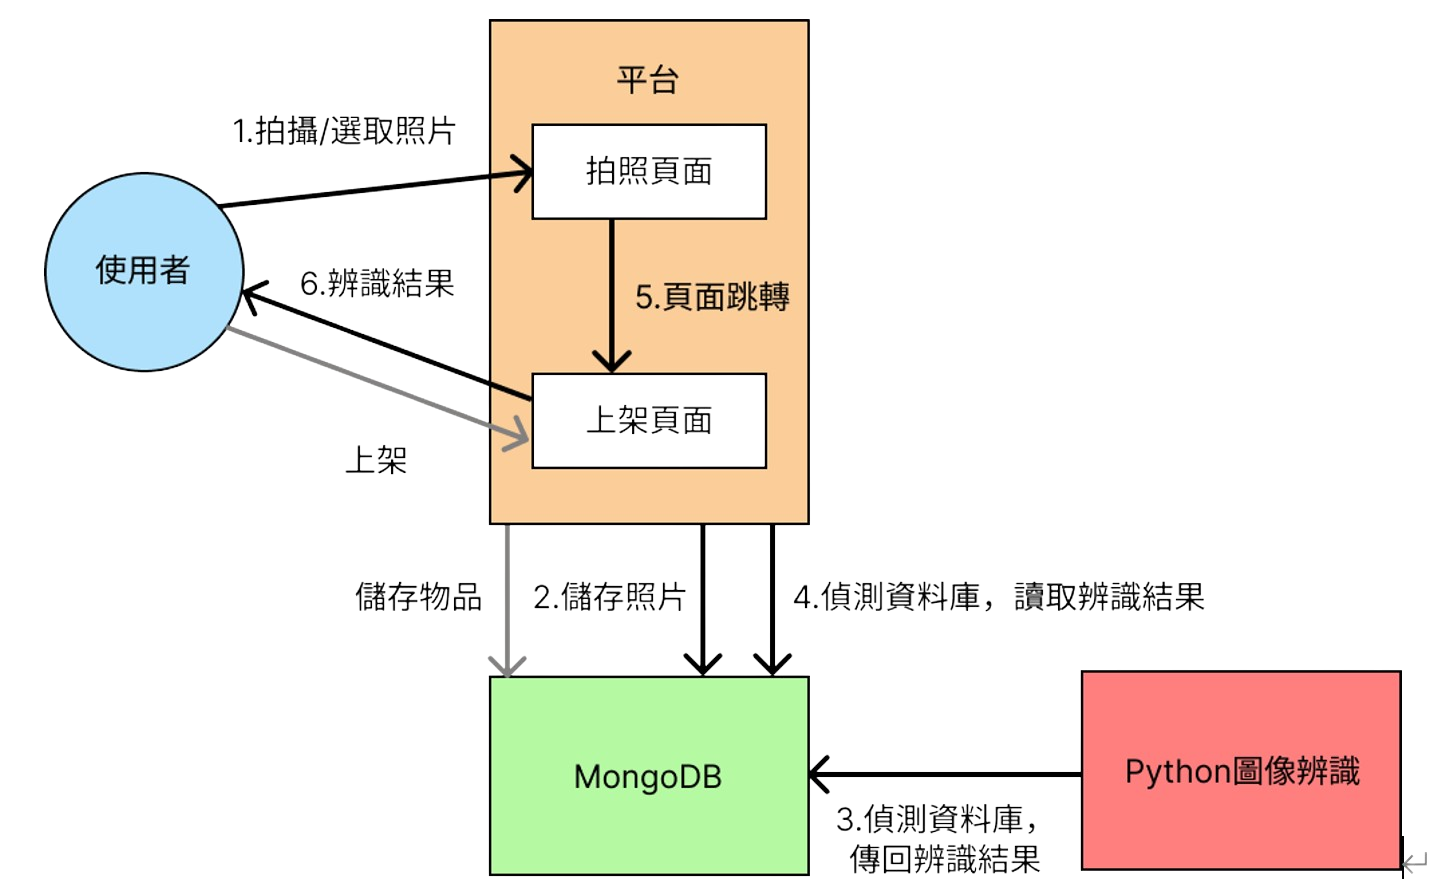 平台
1.拍攝/選取照片
拍照頁面
使用者
6.辨識結果
5.頁面跳轉
上架頁面
上架
儲存物品
2.儲存照片
4.偵測資料庫，讀取辨識結果
MongoDB
Python圖像辨識
3.偵測資料庫，
傳回辨識結果